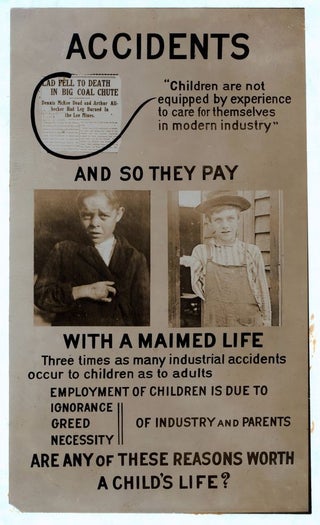 ACCIDENTS
LAD FELL TO DEATH
IN BIG COAL CHUTE
Dennis McKee Dead and Arthur All-
becker Had Leg Burned In
the Lee Mines.
"Children are not
equipped by experience
to care for themselves
in modern industry"
AND SO THEY PAY
WITH A MAIMED LIFE
Three times as many industrial accidents
occur to children as to adults
EMPLOYMENT OF CHILDREN IS DUE TO
IGNORANCE
GREED
NECESSITY
OF INDUSTRY AND PARENTS
ARE ANY OF THESE REASONS WORTH
A CHILD'S LIFE?